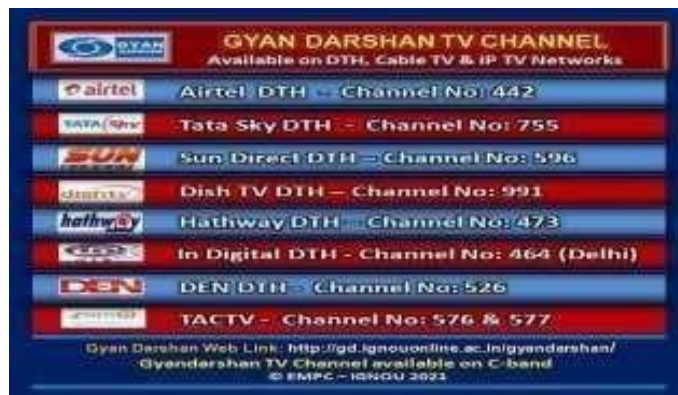 GYAN
GYAN DARSHAN TV CHANNEL
Available on DTH, Cable TV & IP TV Networks
airtel Airtel DTH – Channel No: 442
TATA Sky Tata Sky DTH - Channel No: 755
SUN Sun Direct DTH – Channel No: 596
dishtv Dish TV DTH – Channel No: 991
hathway Hathway DTH – Channel No: 473
In Digital DTH - Channel No: 464 (Delhi)
DEN DEN DTH - Channel No: 526
TACTV - Channel No: 576 & 577
Gyan Darshan Web Link: http://gd.ignouonline.ac.in/gyandarshan/
Gyandarshan TV Channel available on C-band
© EMPC – IGNOU 2021